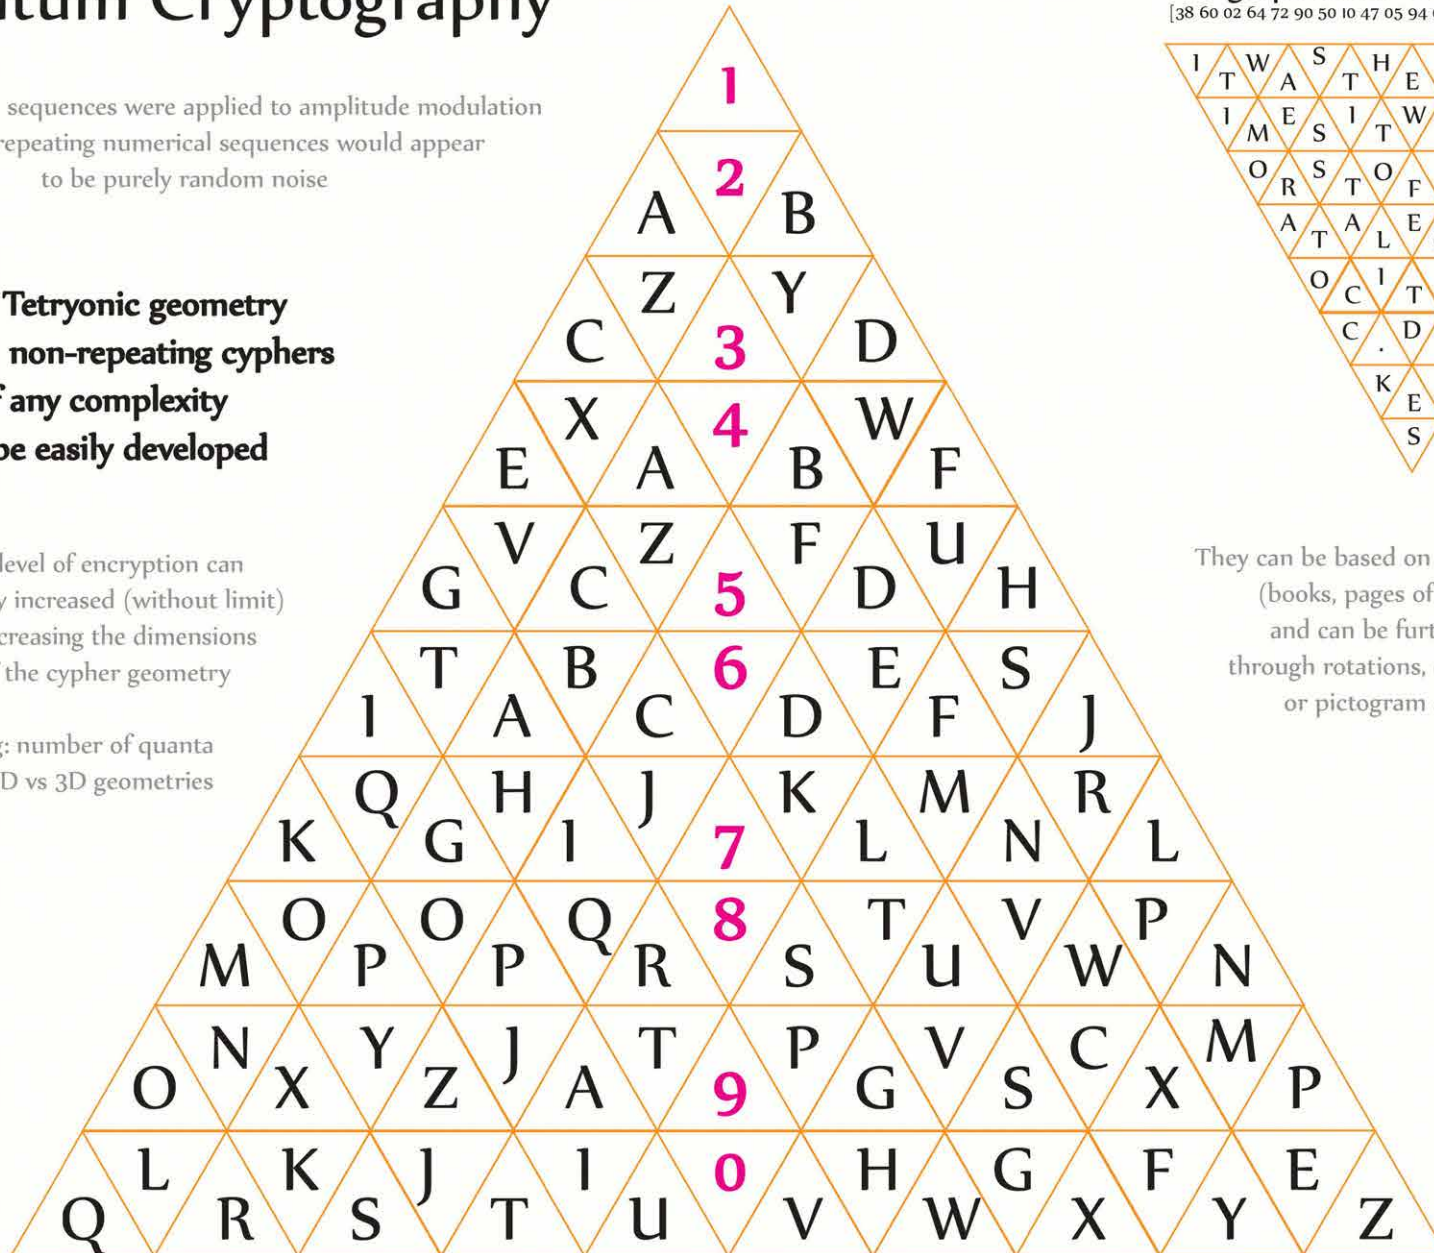 tum Cryptography
sequences were applied to amplitude modulation
repeating numerical sequences would appear
to be purely random noise
Tetryonic geometry
non-repeating cyphers
f any complexity
be easily developed
level of encryption can
y increased (without limit)
creasing the dimensions
the cypher geometry
g: number of quanta
D vs 3D geometries
1
A 2 B
C Z 3 Y D
E X A 4 B W F
G V C Z 5 F D U H
I T A B C 6 D E F S J
K Q G H I J 7 K L M N R L
M O P O P Q R 8 S T U V W P N
O N X Y Z J A T 9 P G V S C X M P
Q L R K S J T I U 0 V H W G X F Y E Z
[38 60 02 64 72 90 50 10 47 05 94
I T W A S T H E
I M E S I T W
O R S T O F
A T A L E
O C I T
C . D
K E
S
They can be based on
(books, pages of
and can be furt
through rotations,
or pictogram